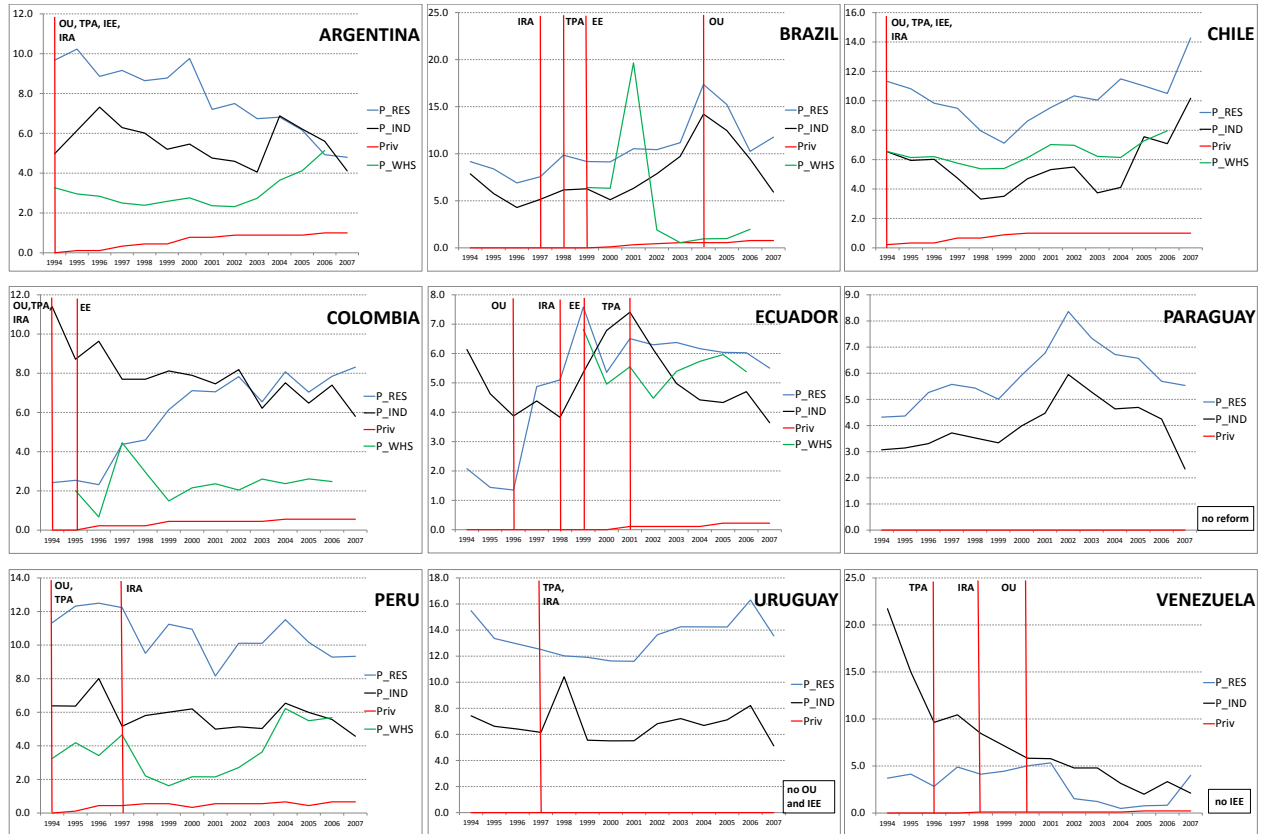 OU, TPA, IEE,
IRA
ARGENTINA
12.0
10.0
8.0
6.0
4.0
2.0
0.0
1994 1995 1996 1997 1998 1999 2000 2001 2002 2003 2004 2005 2006 2007
P_RES
P_IND
Priv
P_WHS
IRA TPA EE OU
BRAZIL
25.0
20.0
15.0
10.0
5.0
0.0
1994 1995 1996 1997 1998 1999 2000 2001 2002 2003 2004 2005 2006 2007
P_RES
P_IND
Priv
P_WHS
OU, TPA, IEE,
IRA
CHILE
16.0
14.0
12.0
10.0
8.0
6.0
4.0
2.0
0.0
1994 1995 1996 1997 1998 1999 2000 2001 2002 2003 2004 2005 2006 2007
P_RES
P_IND
Priv
P_WHS
OU,TPA, EE
IRA
COLOMBIA
12.0
10.0
8.0
6.0
4.0
2.0
0.0
1994 1995 1996 1997 1998 1999 2000 2001 2002 2003 2004 2005 2006 2007
P_RES
P_IND
Priv
P_WHS
OU IRA EE TPA
ECUADOR
8.0
7.0
6.0
5.0
4.0
3.0
2.0
1.0
0.0
1994 1995 1996 1997 1998 1999 2000 2001 2002 2003 2004 2005 2006 2007
P_RES
P_IND
Priv
P_WHS
PARAGUAY
9.0
8.0
7.0
6.0
5.0
4.0
3.0
2.0
1.0
0.0
1994 1995 1996 1997 1998 1999 2000 2001 2002 2003 2004 2005 2006 2007
P_RES
P_IND
Priv
no reform
OU, IRA
TPA
PERU
14.0
12.0
10.0
8.0
6.0
4.0
2.0
0.0
1994 1995 1996 1997 1998 1999 2000 2001 2002 2003 2004 2005 2006 2007
P_RES
P_IND
Priv
P_WHS
TPA,
IRA
URUGUAY
18.0
16.0
14.0
12.0
10.0
8.0
6.0
4.0
2.0
0.0
1994 1995 1996 1997 1998 1999 2000 2001 2002 2003 2004 2005 2006 2007
P_RES
P_IND
Priv
no OU
and IEE
TPA IRA OU
VENEZUELA
25.0
20.0
15.0
10.0
5.0
0.0
1994 1995 1996 1997 1998 1999 2000 2001 2002 2003 2004 2005 2006 2007
P_RES
P_IND
Priv
no IEE